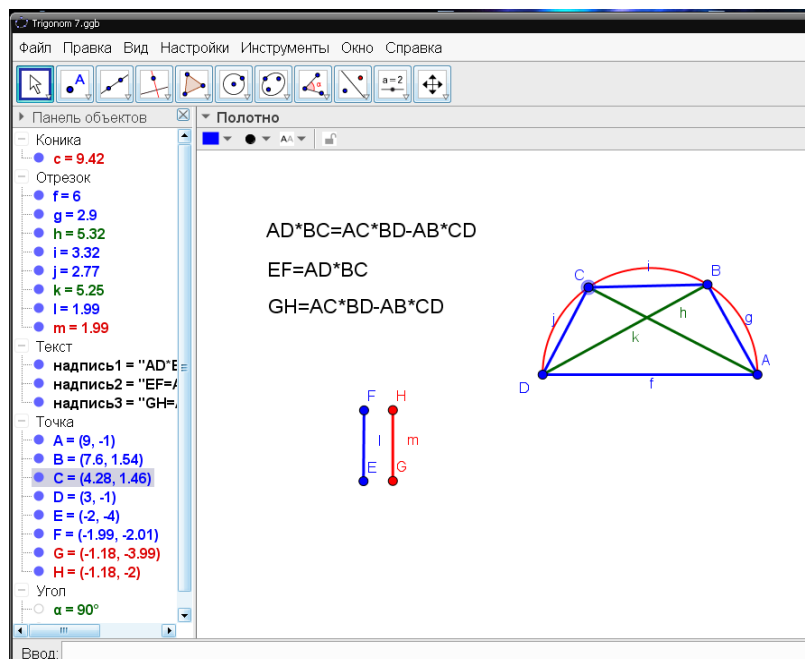 Trigonom 7.ggb
Файл Правка Вид Настройки Инструменты Окно Справка
A
α
a = 2
Панель объектов
Полотно
AA
Коника
c = 9.42
Отрезок
f = 6
g = 2.9
h = 5.32
i = 3.32
j = 2.77
k = 5.25
l = 1.99
m = 1.99
Текст
надпись1 = "AD*B
надпись2 = "EF=A
надпись3 = "GH=A
Точка
A = (9, -1)
B = (7.6, 1.54)
C = (4.28, 1.46)
D = (3, -1)
E = (-2, -4)
F = (-1.99, -2.01)
G = (-1.18, -3.99)
H = (-1.18, -2)
Угол
α = 90°
Ввод:
AD*BC=AC*BD-AB*CD
EF=AD*BC
GH=AC*BD-AB*CD
i
C
B
j
h
g
k
A
D
f
F
H
l
m
E
G